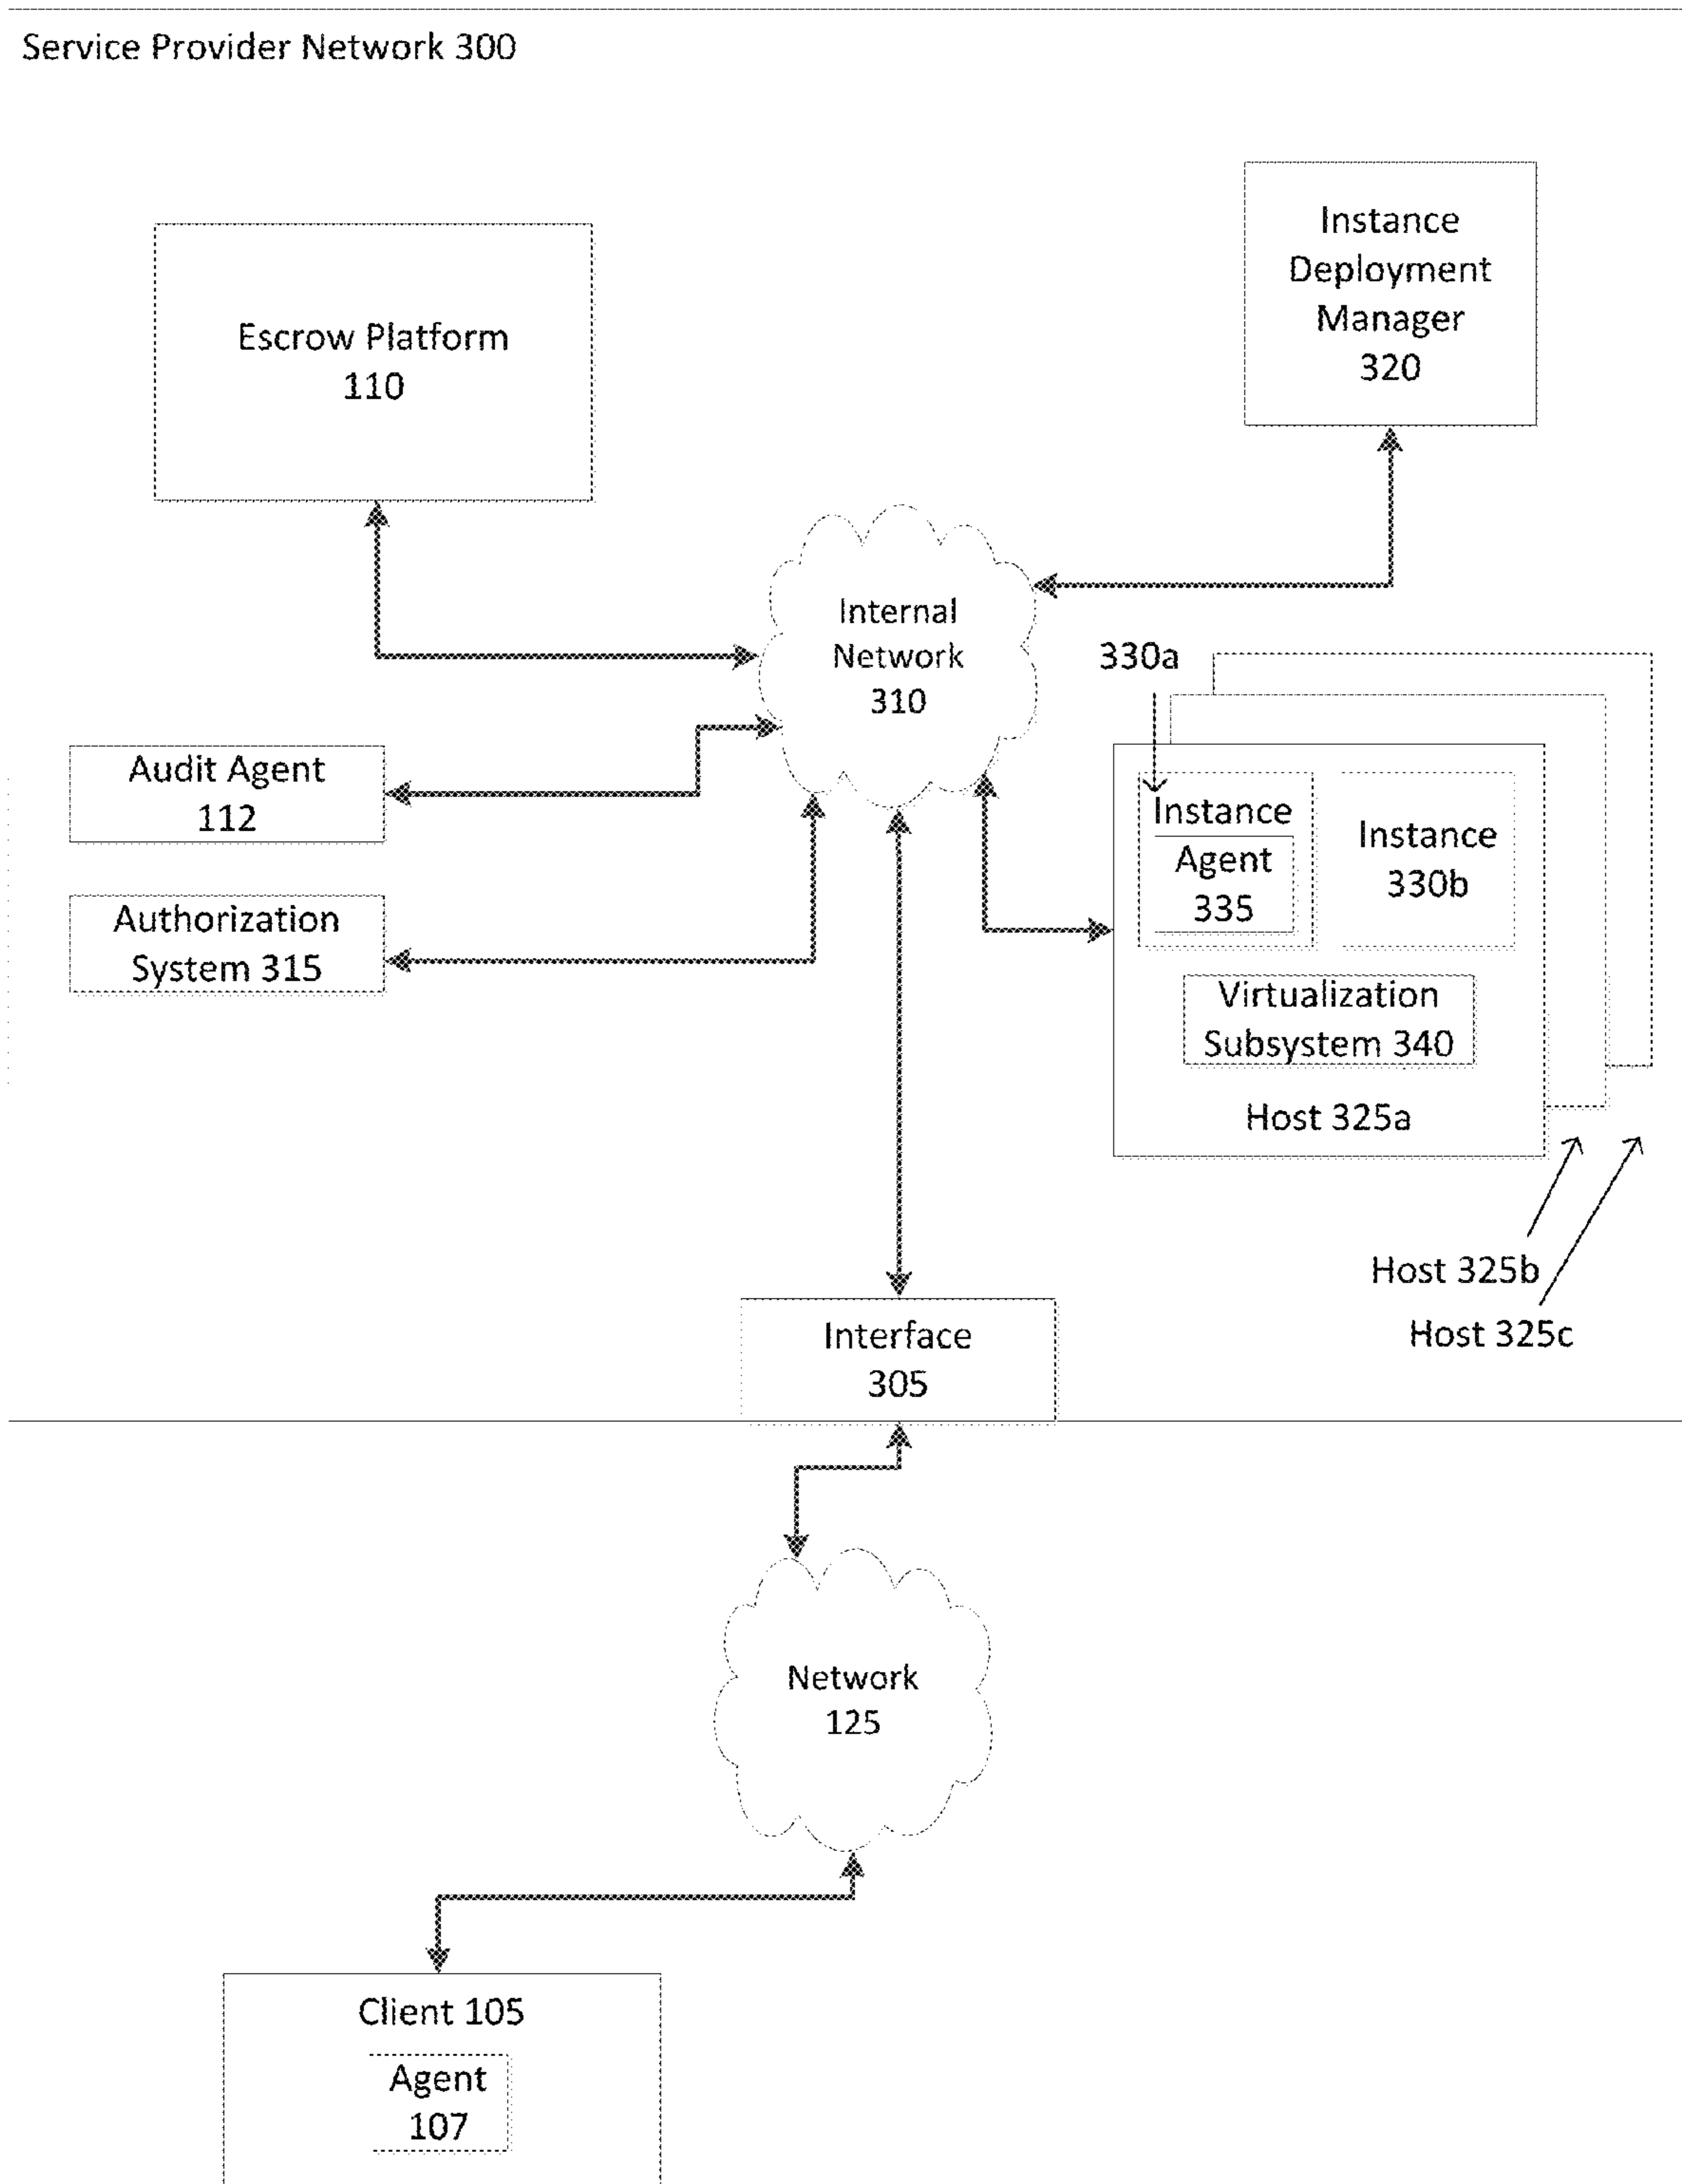 Service Provider Network 300
Escrow Platform
110
Instance
Deployment
Manager
320
Internal
Network
310
330a
Audit Agent
112
Authorization
System 315
Instance
Agent
335
Instance
330b
Virtualization
Subsystem 340
Host 325a
Host 325b
Host 325c
Interface
305
Network
125
Client 105
Agent
107